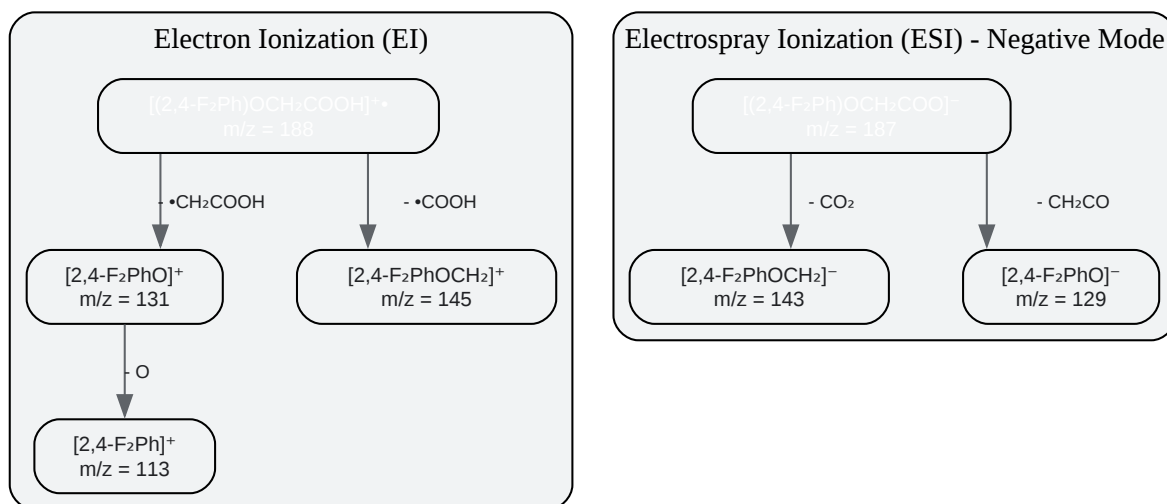 Electron Ionization (EI)
[(2,4-F₂Ph)OCH₂COOH]⁺•
m/z = 188
- •CH₂COOH
- •COOH
[2,4-F₂PhO]⁺
m/z = 131
[2,4-F₂PhOCH₂]⁺
m/z = 145
- O
[2,4-F₂Ph]⁺
m/z = 113
Electrospray Ionization (ESI) - Negative Mode
[(2,4-F₂Ph)OCH₂COO]⁻
m/z = 187
- CO₂
- CH₂CO
[2,4-F₂PhOCH₂]⁻
m/z = 143
[2,4-F₂PhO]⁻
m/z = 129